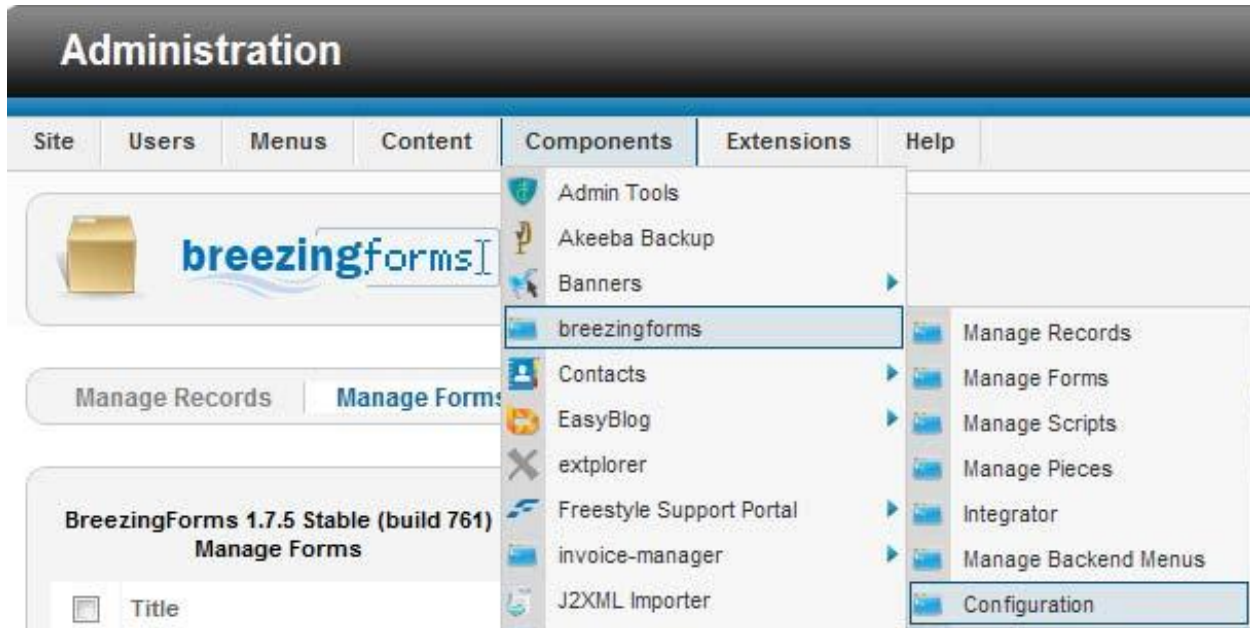 Administration
Site Users Menus Content Components Extensions Help
breezingforms
Manage Records Manage Forms
BreezingForms 1.7.5 Stable (build 761)
Manage Forms
Title
Admin Tools
Akeeba Backup
Banners
breezingforms
Contacts
EasyBlog
extplorer
Freestyle Support Portal
invoice-manager
J2XML Importer
Manage Records
Manage Forms
Manage Scripts
Manage Pieces
Integrator
Manage Backend Menus
Configuration